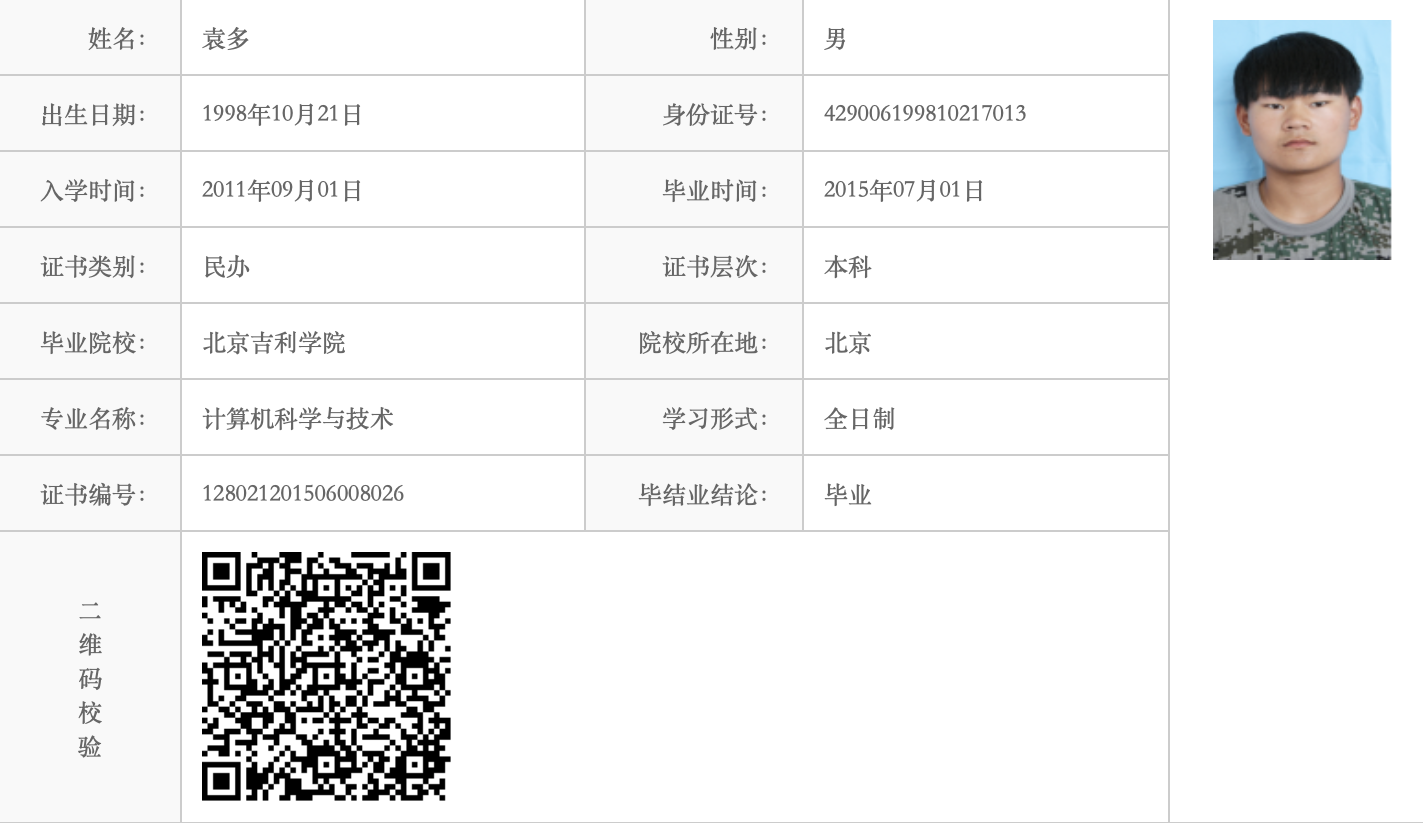 姓名： 袁多 性别： 男
出生日期： 1998年10月21日 身份证号： 429006199810217013
入学时间： 2011年09月01日 毕业时间： 2015年07月01日
证书类别： 民办 证书层次： 本科
毕业院校： 北京吉利学院 院校所在地： 北京
专业名称： 计算机科学与技术 学习形式： 全日制
证书编号： 128021201506008026 毕结业结论： 毕业
二
维
码
校
验